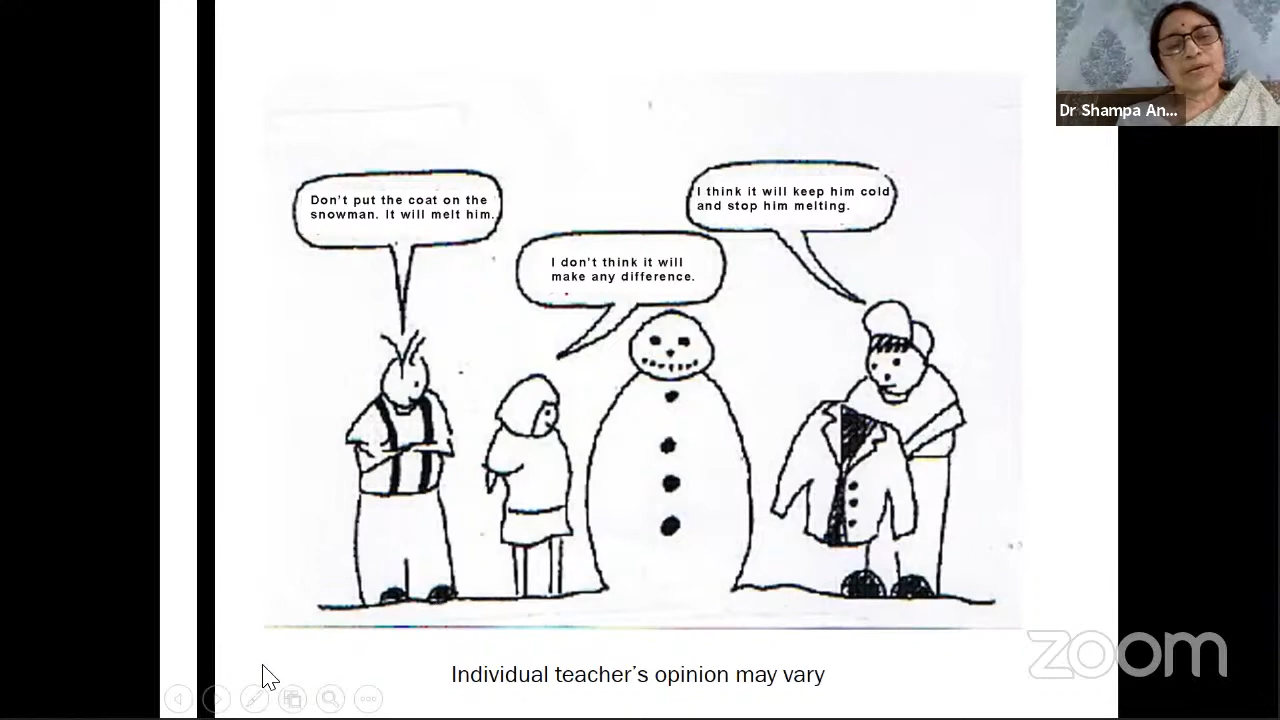 Dr Shampa An...
I think it will keep him cold
and stop him melting.
Don't put the coat on the
snowman. It will melt him.
I don't think it will
make any difference.
Individual teacher's opinion may vary
zoom